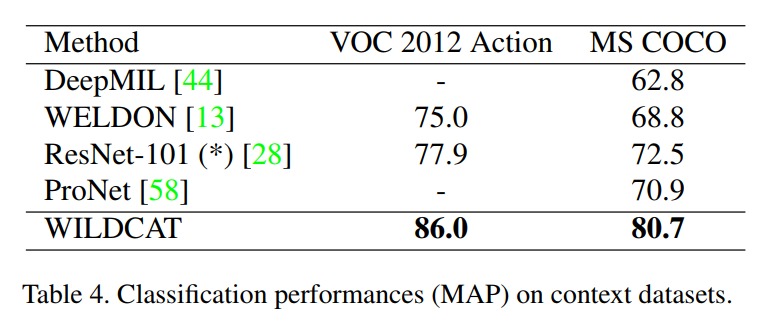 Method VOC 2012 Action MS COCO
DeepMIL [44] - 62.8
WELDON [13] 75.0 68.8
ResNet-101 (*) [28] 77.9 72.5
ProNet [58] - 70.9
WILDCAT 86.0 80.7
Table 4. Classification performances (MAP) on context datasets.